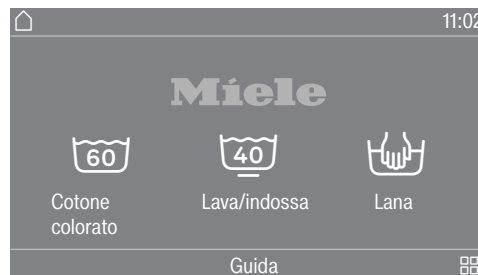 11:02
Miele
60
40
Cotone
colorato
Lava/indossa
Lana
Guida